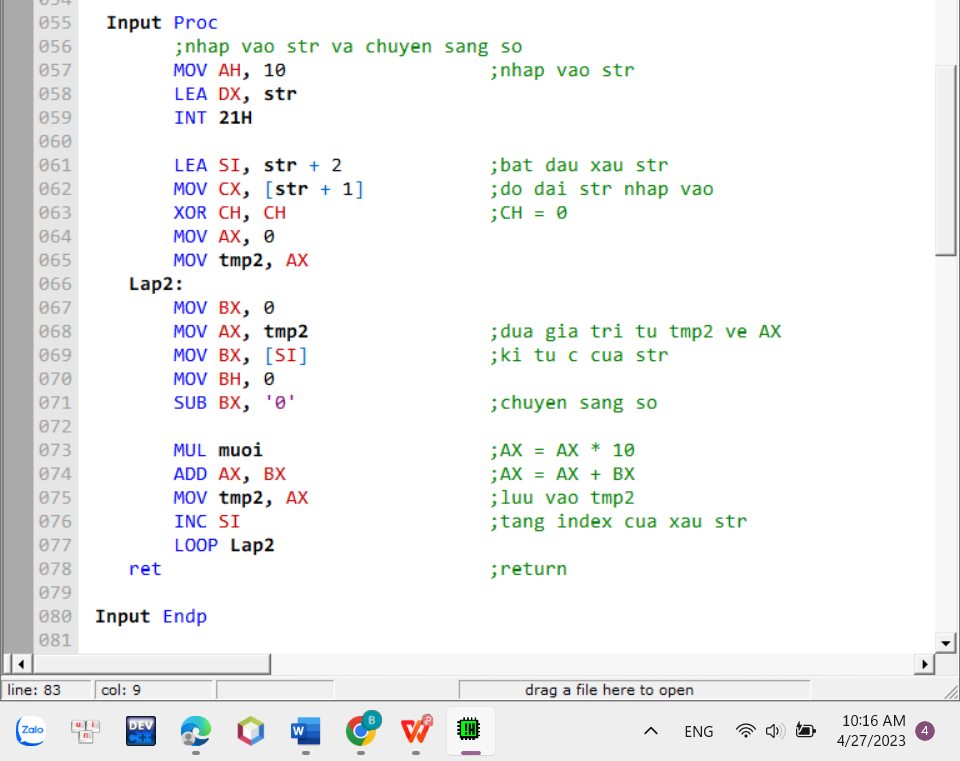 055 Input Proc
056 ;nhap vao str va chuyen sang so
057 MOV AH, 10 ;nhap vao str
058 LEA DX, str
059 INT 21H
060
061 LEA SI, str + 2 ;bat dau xau str
062 MOV CX, [str + 1] ;do dai str nhap vao
063 XOR CH, CH ;CH = 0
064 MOV AX, 0
065 MOV tmp2, AX
066 Lap2:
067 MOV BX, 0
068 MOV AX, tmp2 ;dua gia tri tu tmp2 ve AX
069 MOV BX, [SI] ;ki tu c cua str
070 MOV BH, 0
071 SUB BX, '0' ;chuyen sang so
072
073 MUL muoi ;AX = AX * 10
074 ADD AX, BX ;AX = AX + BX
075 MOV tmp2, AX ;luu vao tmp2
076 INC SI ;tang index cua xau str
077 LOOP Lap2
078 ret ;return
079
080 Input Endp
081
line: 83 col: 9 drag a file here to open
Zalo DEV C++ W B ENG 10:16 AM
4/27/2023 4